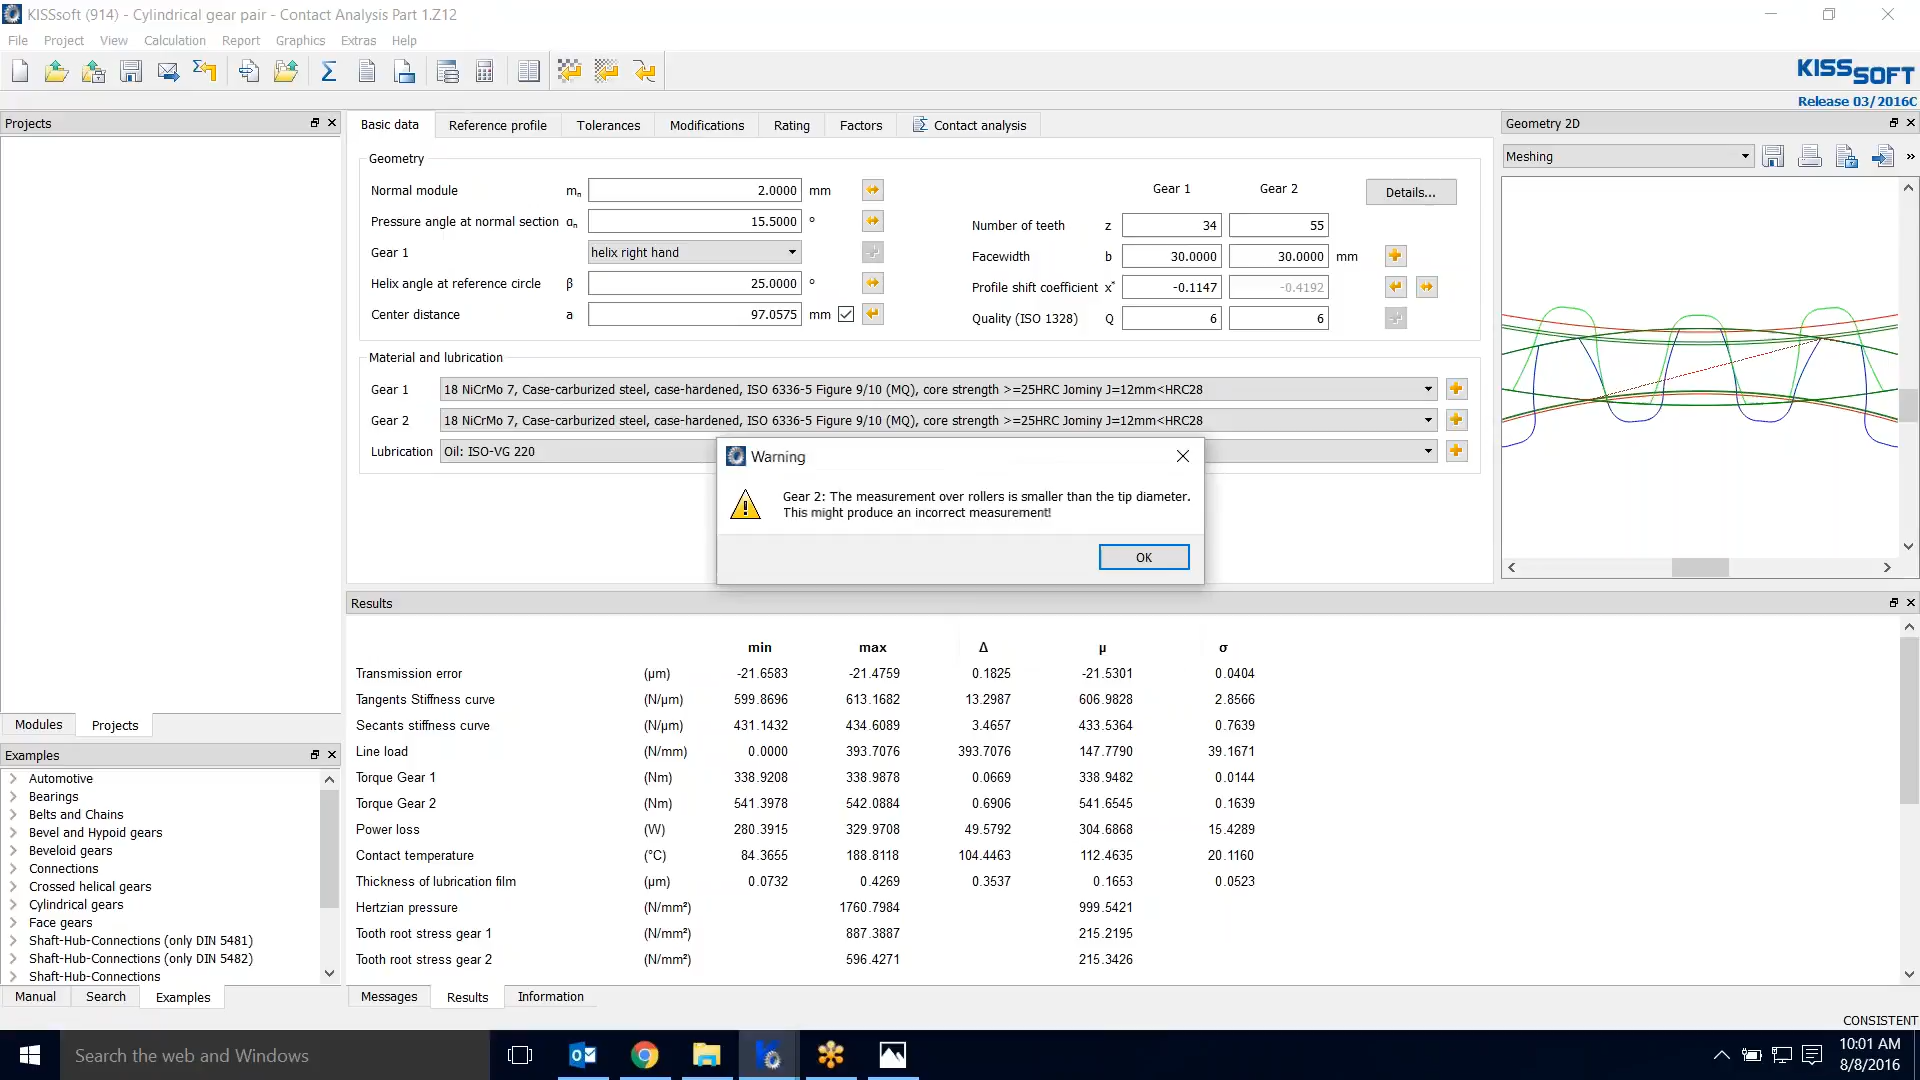 KISSsoft (914) - Cylindrical gear pair - Contact Analysis Part 1.Z12
File Project View Calculation Report Graphics Extras Help
KISSSOFT
Release 03/2016C
Projects
Basic data Reference profile Tolerances Modifications Rating Factors Contact analysis
Geometry 2D
Meshing
Geometry
Normal module mn 2.0000 mm
Gear 1 Gear 2 Details...
Pressure angle at normal section αn 15.5000 °
Number of teeth z 34 55
Gear 1 helix right hand
Facewidth b 30.0000 30.0000 mm
Helix angle at reference circle β 25.0000 °
Profile shift coefficient x* -0.1147 -0.4192
Center distance a 97.0575 mm
Quality (ISO 1328) Q 6 6
Material and lubrication
Gear 1 18 NiCrMo 7, Case-carburized steel, case-hardened, ISO 6336-5 Figure 9/10 (MQ), core strength >=25HRC Jominy J=12mm<HRC28
Gear 2 18 NiCrMo 7, Case-carburized steel, case-hardened, ISO 6336-5 Figure 9/10 (MQ), core strength >=25HRC Jominy J=12mm<HRC28
Lubrication Oil: ISO-VG 220
Warning
Gear 2: The measurement over rollers is smaller than the tip diameter.
This might produce an incorrect measurement!
OK
Results
min max Δ µ σ
Transmission error (µm) -21.6583 -21.4759 0.1825 -21.5301 0.0404
Tangents Stiffness curve (N/µm) 599.8696 613.1682 13.2987 606.9828 2.8566
Secants stiffness curve (N/µm) 431.1432 434.6089 3.4657 433.5364 0.7639
Line load (N/mm) 0.0000 393.7076 393.7076 147.7790 39.1671
Torque Gear 1 (Nm) 338.9208 338.9878 0.0669 338.9482 0.0144
Torque Gear 2 (Nm) 541.3978 542.0884 0.6906 541.6545 0.1639
Power loss (W) 280.3915 329.9708 49.5792 304.6868 15.4289
Contact temperature (°C) 84.3655 188.8118 104.4463 112.4635 20.1160
Thickness of lubrication film (µm) 0.0732 0.4269 0.3537 0.1653 0.0523
Hertzian pressure (N/mm²) 1760.7984 999.5421
Tooth root stress gear 1 (N/mm²) 887.3887 215.2195
Tooth root stress gear 2 (N/mm²) 596.4271 215.3426
Messages Results Information
Modules Projects
Examples
Automotive
Bearings
Belts and Chains
Bevel and Hypoid gears
Beveloid gears
Connections
Crossed helical gears
Cylindrical gears
Face gears
Shaft-Hub-Connections (only DIN 5481)
Shaft-Hub-Connections (only DIN 5482)
Shaft-Hub-Connections
Manual Search Examples
CONSISTENT
Search the web and Windows
10:01 AM
8/8/2016